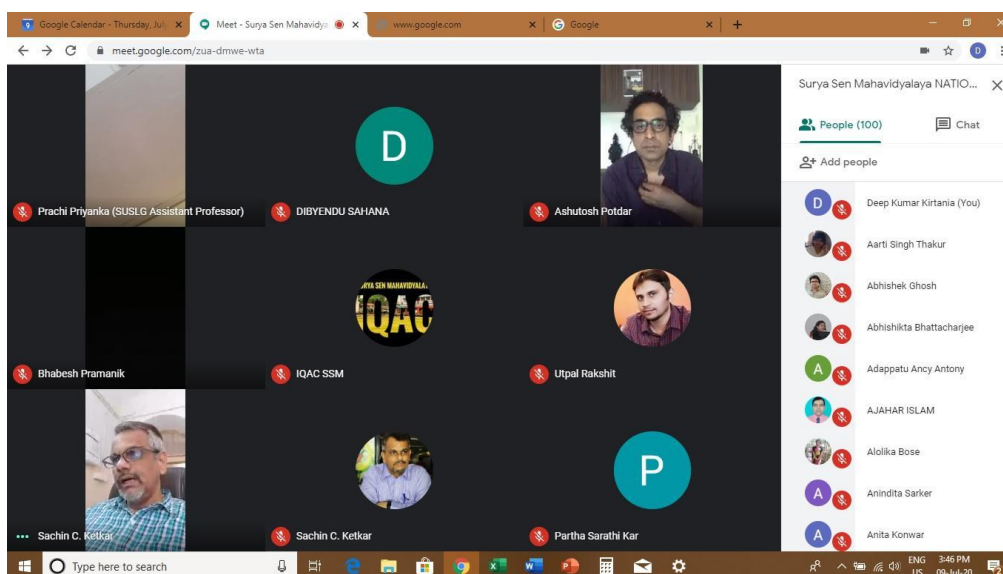 Google Calendar - Thursday, July
Meet - Surya Sen Mahavidya
www.google.com
Google
meet.google.com/zua-dmwe-wta
D
Surya Sen Mahavidyalaya NATIO...
People (100)
Chat
Add people
Prachi Priyanka (SUSLG Assistant Professor)
D
DIBYENDU SAHANA
Ashutosh Potdar
Bhabesh Pramanik
IQAC
IQAC SSM
Utpal Rakshit
Sachin C. Ketkar
Sachin C. Ketkar
P
Partha Sarathi Kar
D
Deep Kumar Kirtania (You)
Aarti Singh Thakur
Abhishek Ghosh
Abhishikta Bhattacharjee
A
Adappatu Ancy Antony
AJAHAR ISLAM
Alolika Bose
A
Anindita Sarker
A
Anita Konwar
Type here to search
ENG
US
3:46 PM
09-Jul-20